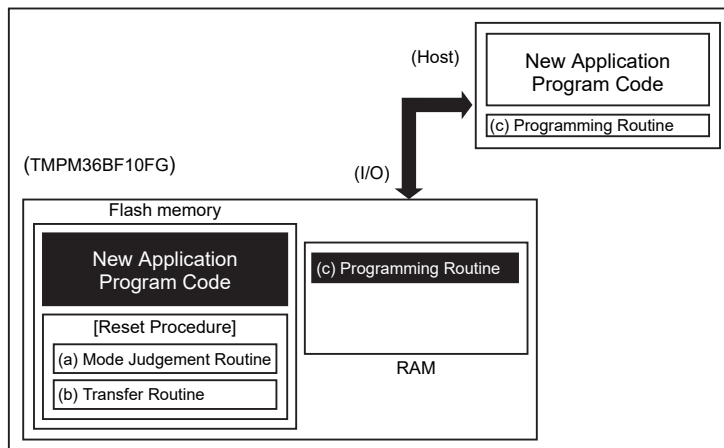 (Host)
New Application
Program Code
(c) Programming Routine
(TMPM36BF10FG)
(I/O)
Flash memory
New Application
Program Code
(c) Programming Routine
[Reset Procedure]
(a) Mode Judgement Routine
(b) Transfer Routine
RAM